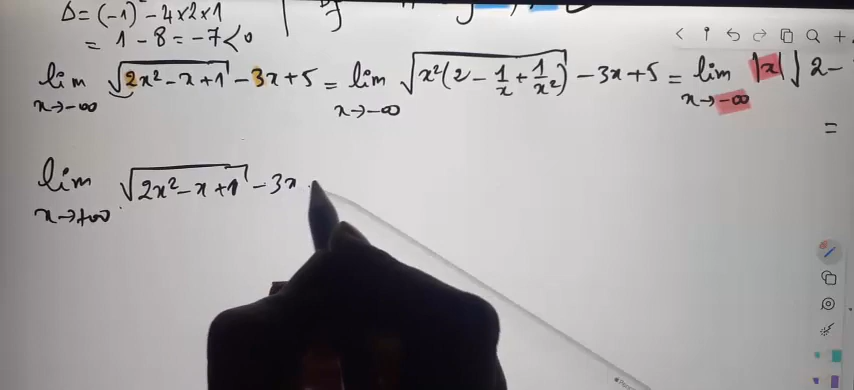 Δ = (-1)² - 4×2×1
= 1 - 8 = -7 < 0
lim √(2x² - x + 1) - 3x + 5 = lim √(x²(2 - 1/x + 1/x²)) - 3x + 5 = lim |x| √2 -
x→-∞ x→-∞ x→-∞
=
lim √(2x² - x + 1) - 3x
x→+∞